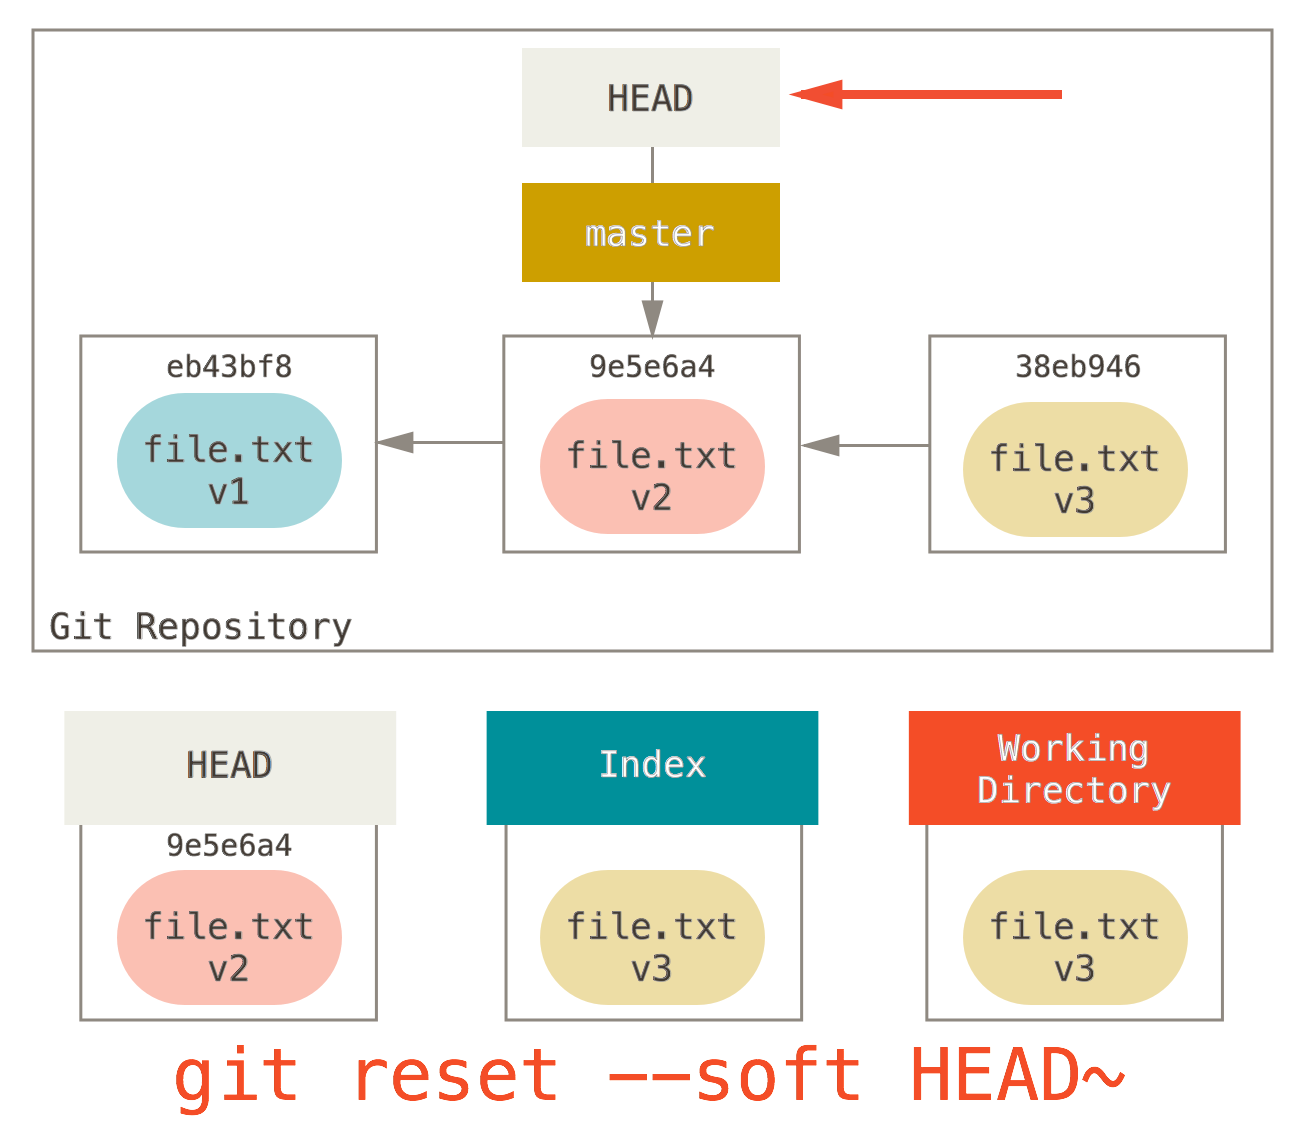 HEAD
master
eb43bf8
file.txt
v1
9e5e6a4
file.txt
v2
38eb946
file.txt
v3
Git Repository
HEAD
9e5e6a4
file.txt
v2
Index
file.txt
v3
Working
Directory
file.txt
v3
git reset --soft HEAD~